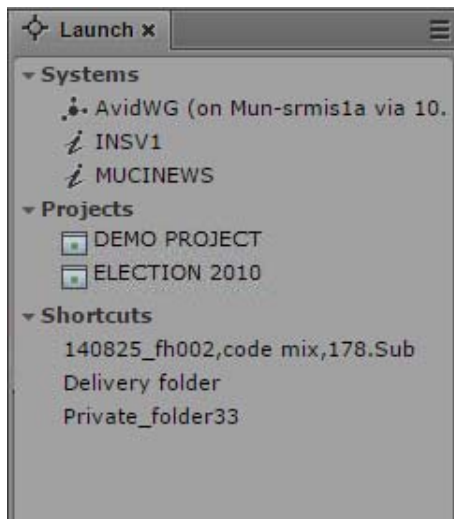 Launch x
Systems
AvidWG (on Mun-srmis1a via 10.
INSV1
MUCINEWS
Projects
DEMO PROJECT
ELECTION 2010
Shortcuts
140825_fh002,code mix,178.Sub
Delivery folder
Private_folder33